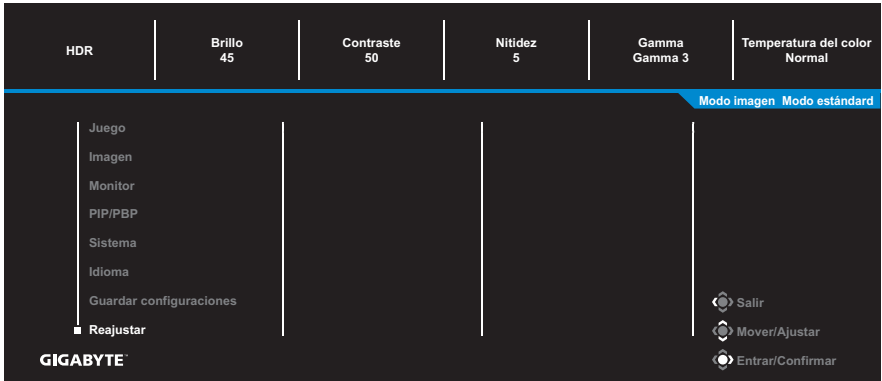 HDR
Brillo
45
Contraste
50
Nitidez
5
Gamma
Gamma 3
Temperatura del color
Normal
Modo imagen Modo estándard
Juego
Imagen
Monitor
PIP/PBP
Sistema
Idioma
Guardar configuraciones
Reajustar
Salir
Mover/Ajustar
Entrar/Confirmar
GIGABYTE™